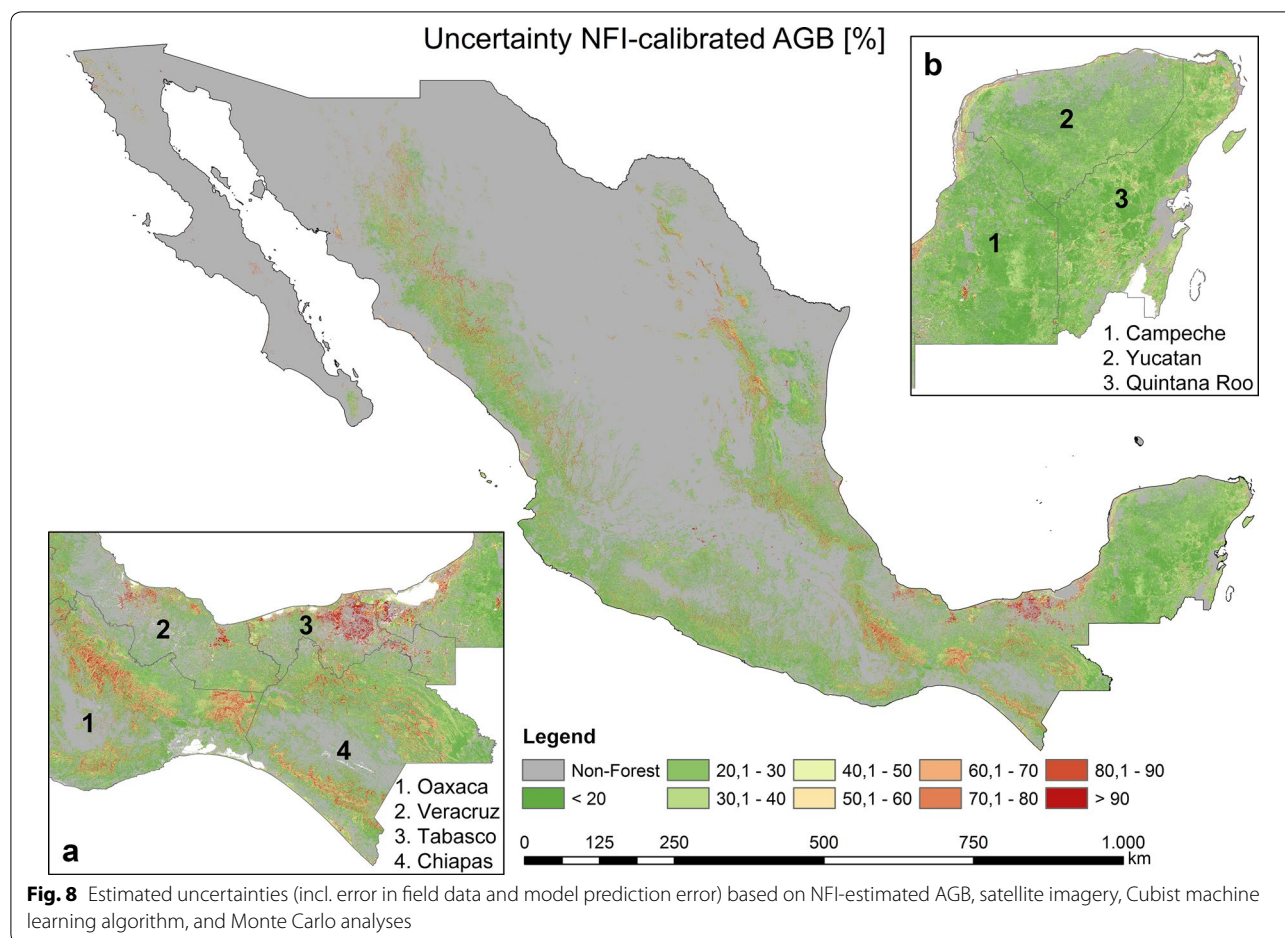 Uncertainty NFI-calibrated AGB [%]
b
2
3
1
1. Campeche
2. Yucatan
3. Quintana Roo
2
3
1
4
1. Oaxaca
2. Veracruz
3. Tabasco
4. Chiapas
a
Legend
Non-Forest
20,1 - 30
40,1 - 50
60,1 - 70
80,1 - 90
< 20
30,1 - 40
50,1 - 60
70,1 - 80
> 90
0 125 250 500 750 1.000
km
Fig. 8 Estimated uncertainties (incl. error in field data and model prediction error) based on NFI-estimated AGB, satellite imagery, Cubist machine
learning algorithm, and Monte Carlo analyses